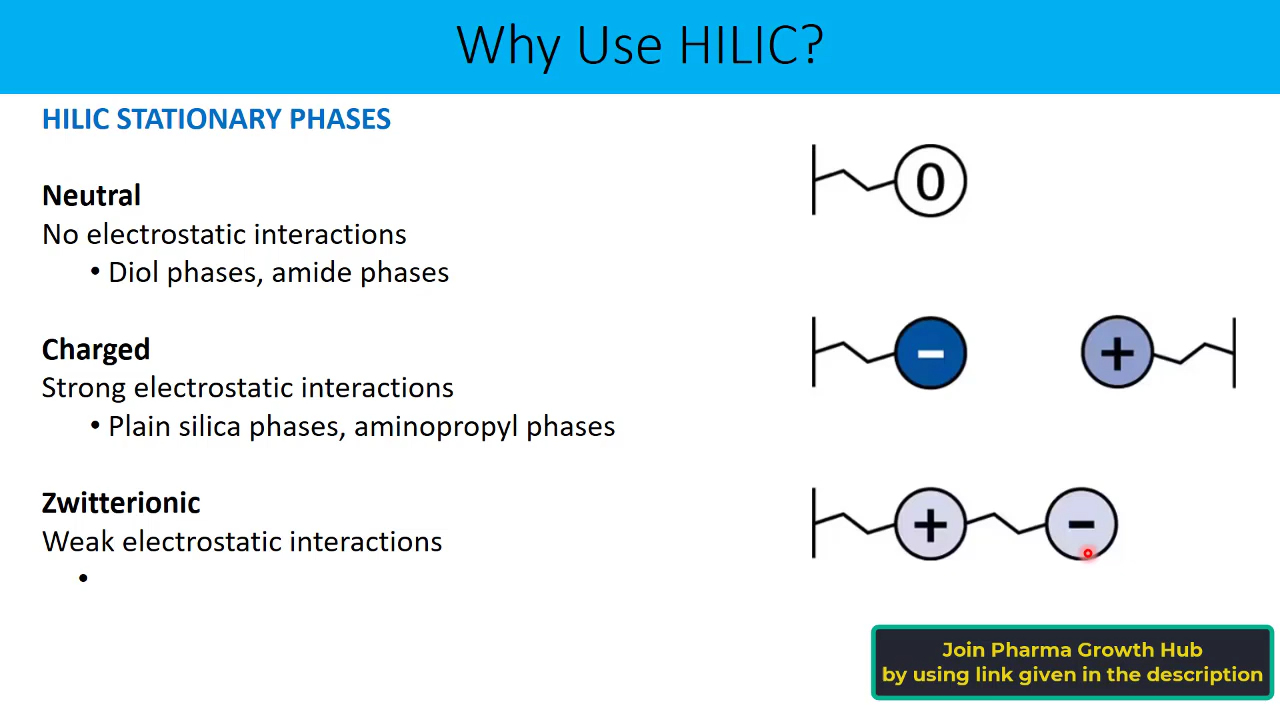 Why Use HILIC?
HILIC STATIONARY PHASES
Neutral
No electrostatic interactions
• Diol phases, amide phases
0
Charged
Strong electrostatic interactions
• Plain silica phases, aminopropyl phases
- +
Zwitterionic
Weak electrostatic interactions
•
+ -
Join Pharma Growth Hub
by using link given in the description